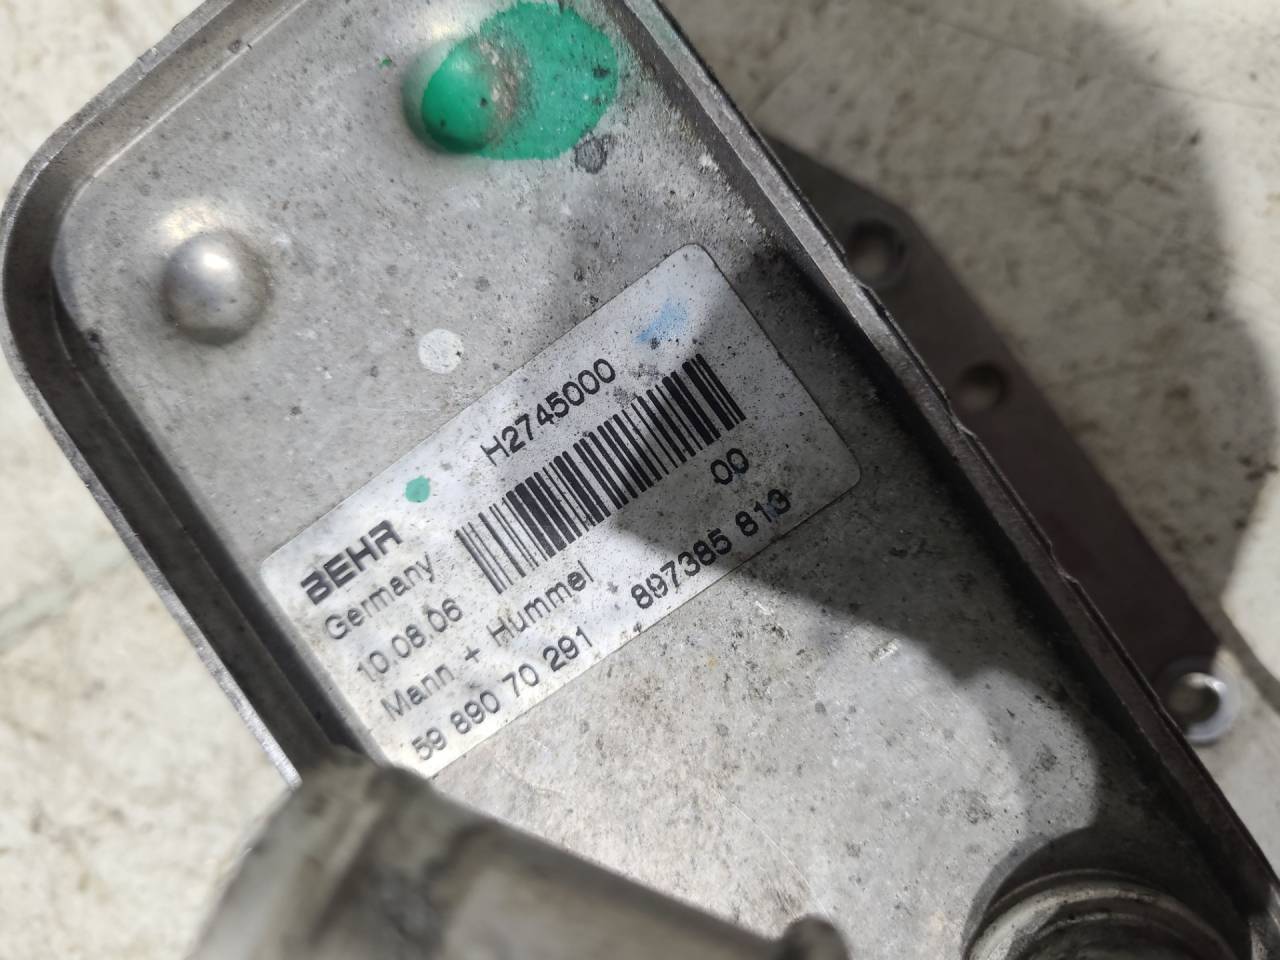 H2745000
00
BEHR
Germany
10.08.06
Mann + Hummel
59 890 70 291
897385 813